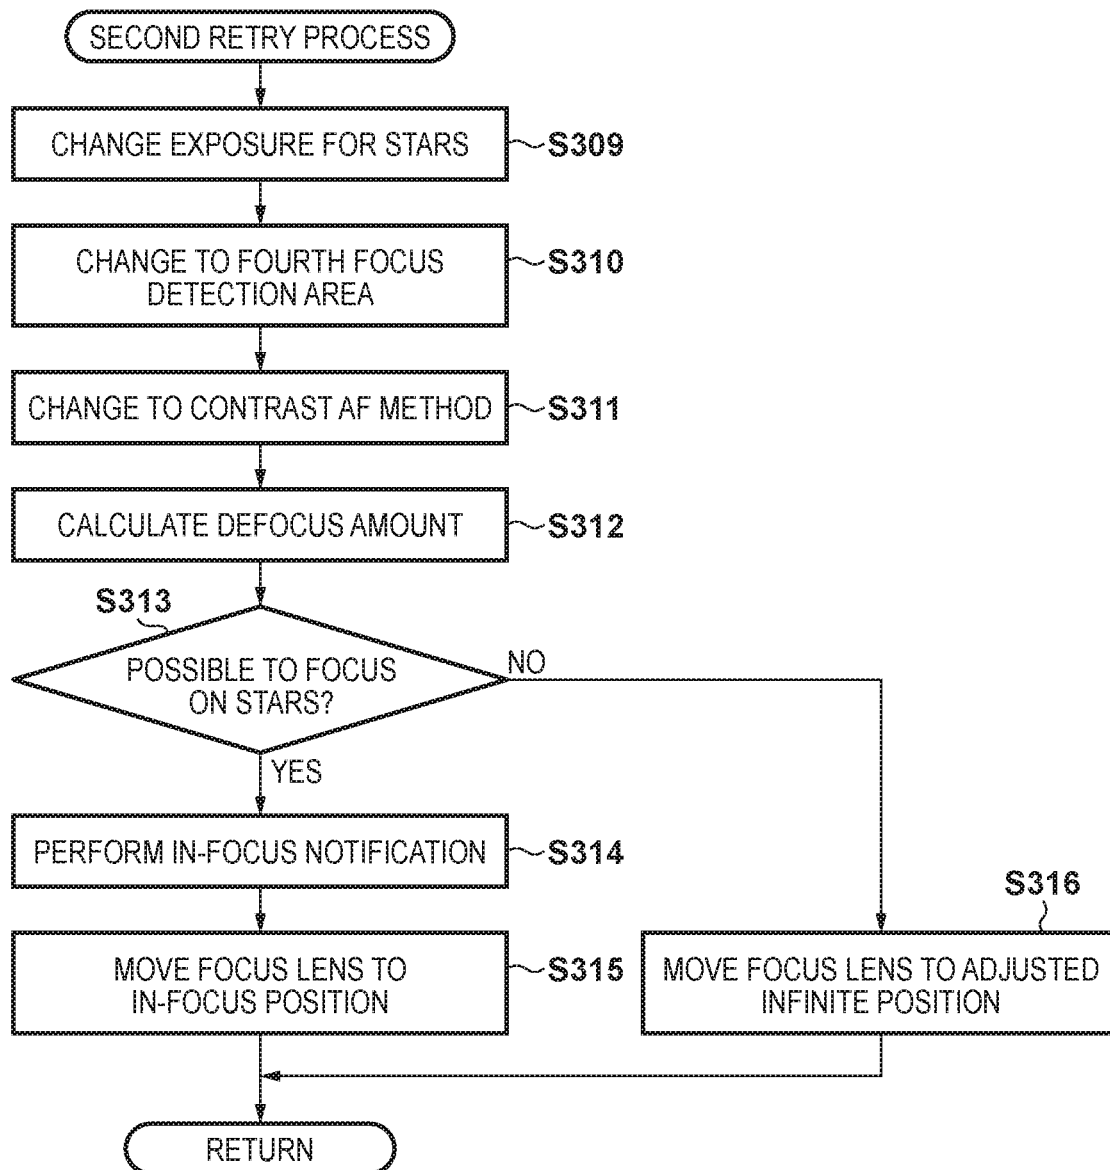 SECOND RETRY PROCESS
CHANGE EXPOSURE FOR STARS
S309
CHANGE TO FOURTH FOCUS
DETECTION AREA
S310
CHANGE TO CONTRAST AF METHOD
S311
CALCULATE DEFOCUS AMOUNT
S312
S313
POSSIBLE TO FOCUS
ON STARS?
NO
YES
PERFORM IN-FOCUS NOTIFICATION
S314
S316
MOVE FOCUS LENS TO
IN-FOCUS POSITION
S315
MOVE FOCUS LENS TO ADJUSTED
INFINITE POSITION
RETURN